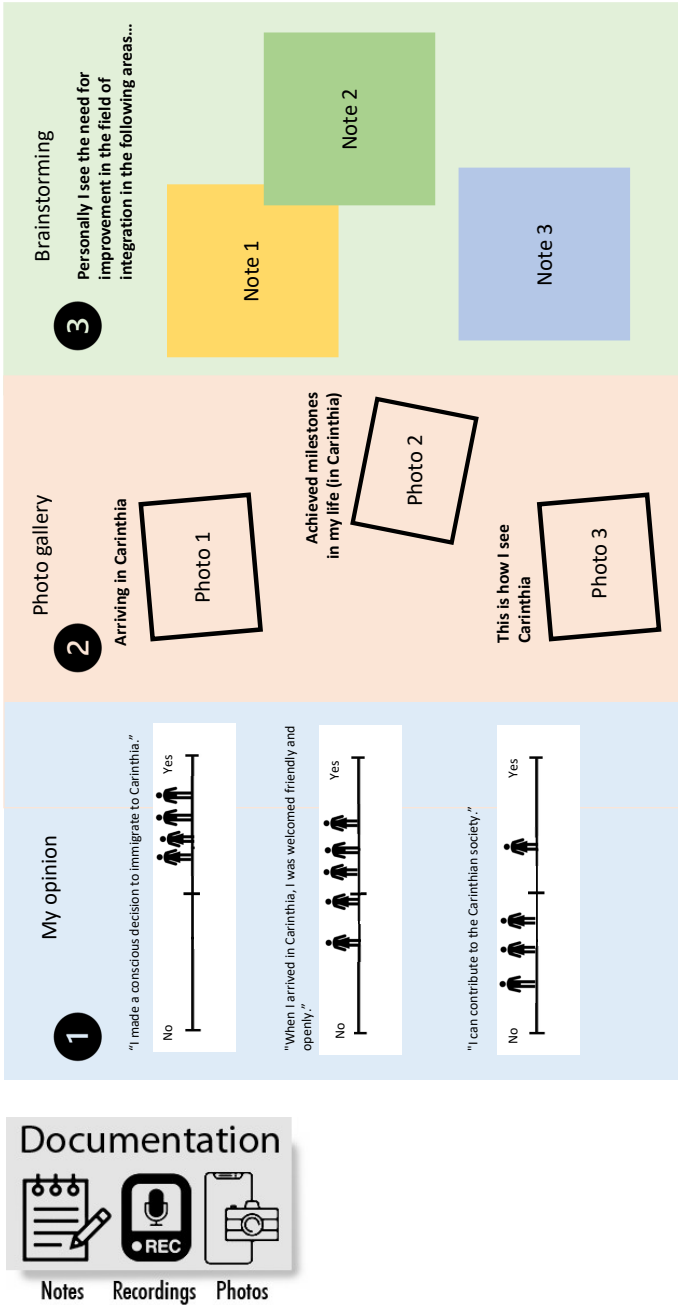 1
My opinion
“I made a conscious decision to immigrate to Carinthia.”
No
Yes
"When I arrived in Carinthia, I was welcomed friendly and
openly.”
No
Yes
"I can contribute to the Carinthian society.”
No
Yes
2
Photo gallery
Arriving in Carinthia
Photo 1
Achieved milestones
in my life (in Carinthia)
Photo 2
This is how I see
Carinthia
Photo 3
3
Brainstorming
Personally I see the need for
improvement in the field of
integration in the following areas...
Note 1
Note 2
Note 3
Documentation
REC
Notes Recordings Photos